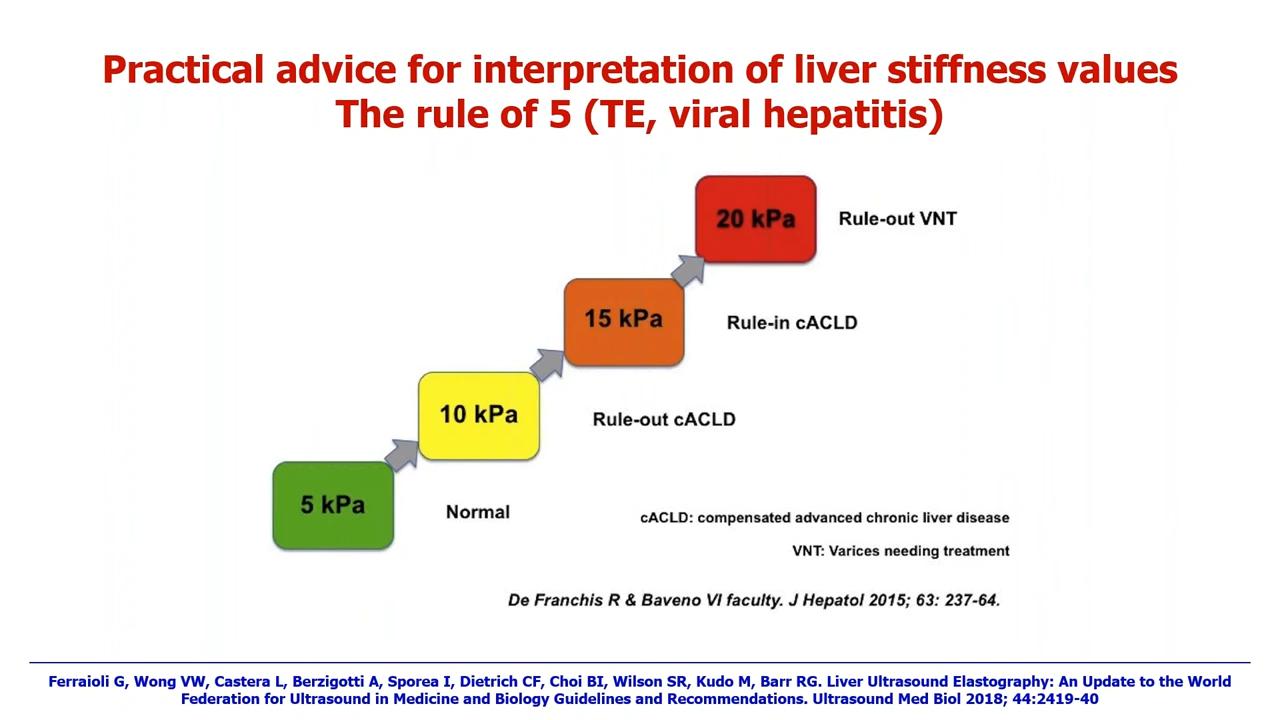 Practical advice for interpretation of liver stiffness values
The rule of 5 (TE, viral hepatitis)
20 kPa
Rule-out VNT
15 kPa
Rule-in cACLD
10 kPa
Rule-out cACLD
5 kPa
Normal
cACLD: compensated advanced chronic liver disease
VNT: Varices needing treatment
De Franchis R & Baveno VI faculty. J Hepatol 2015; 63: 237-64.
Ferraioli G, Wong VW, Castera L, Berzigotti A, Sporea I, Dietrich CF, Choi BI, Wilson SR, Kudo M, Barr RG. Liver Ultrasound Elastography: An Update to the World
Federation for Ultrasound in Medicine and Biology Guidelines and Recommendations. Ultrasound Med Biol 2018; 44:2419-40